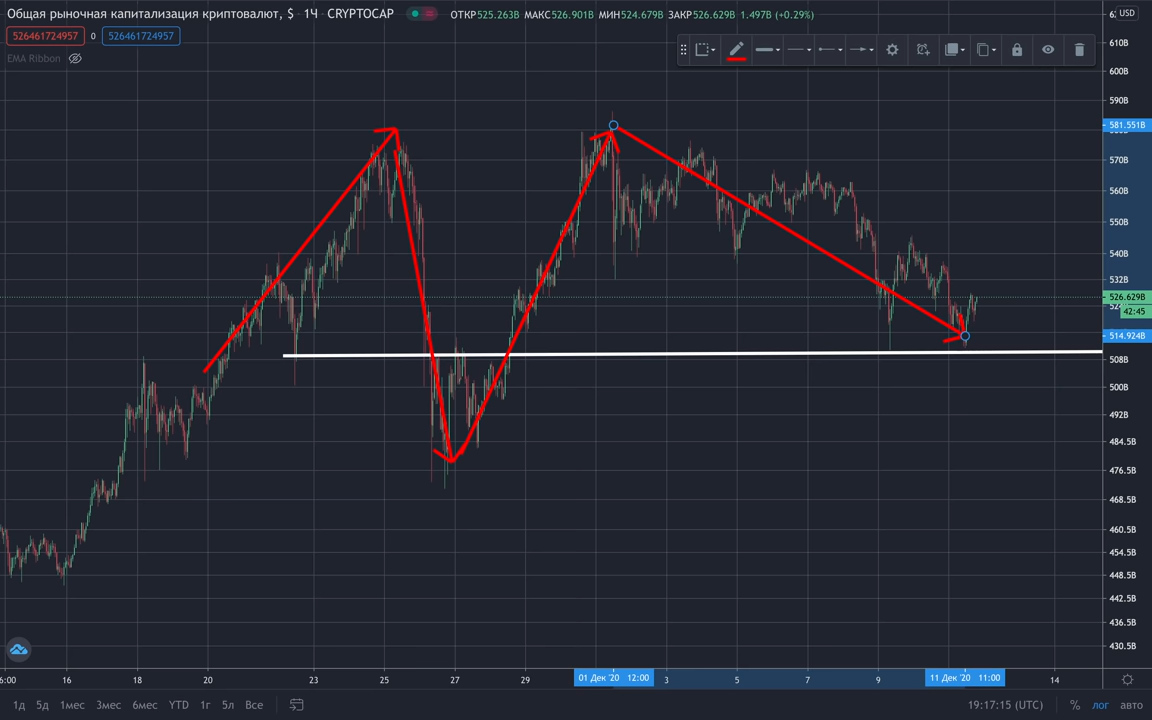 Общая рыночная капитализация криптовалют, $ 1Ч CRYPTOCAP ОТКР525.263B МАКС526.901B МИН524.679B ЗАКР526.629B 1.497B (+0.29%)
USD
526461724957 0 526461724957
EMA Ribbon
610B
600B
590B
581.551B
570B
560B
550B
540B
532B
526.629B
42:45
514.924B
508B
500B
492B
484.5B
476.5B
468.5B
460.5B
454.5B
448.5B
442.5B
436.5B
430.5B
6:00 16 20 23 25 27 29 01 Дек '20 12:00 3 5 7 9 11 Дек '20 11:00 14
1д 5д 1мес 3мес 6мес YTD 1г 5л Все 19:17:15 (UTC) % лог авто